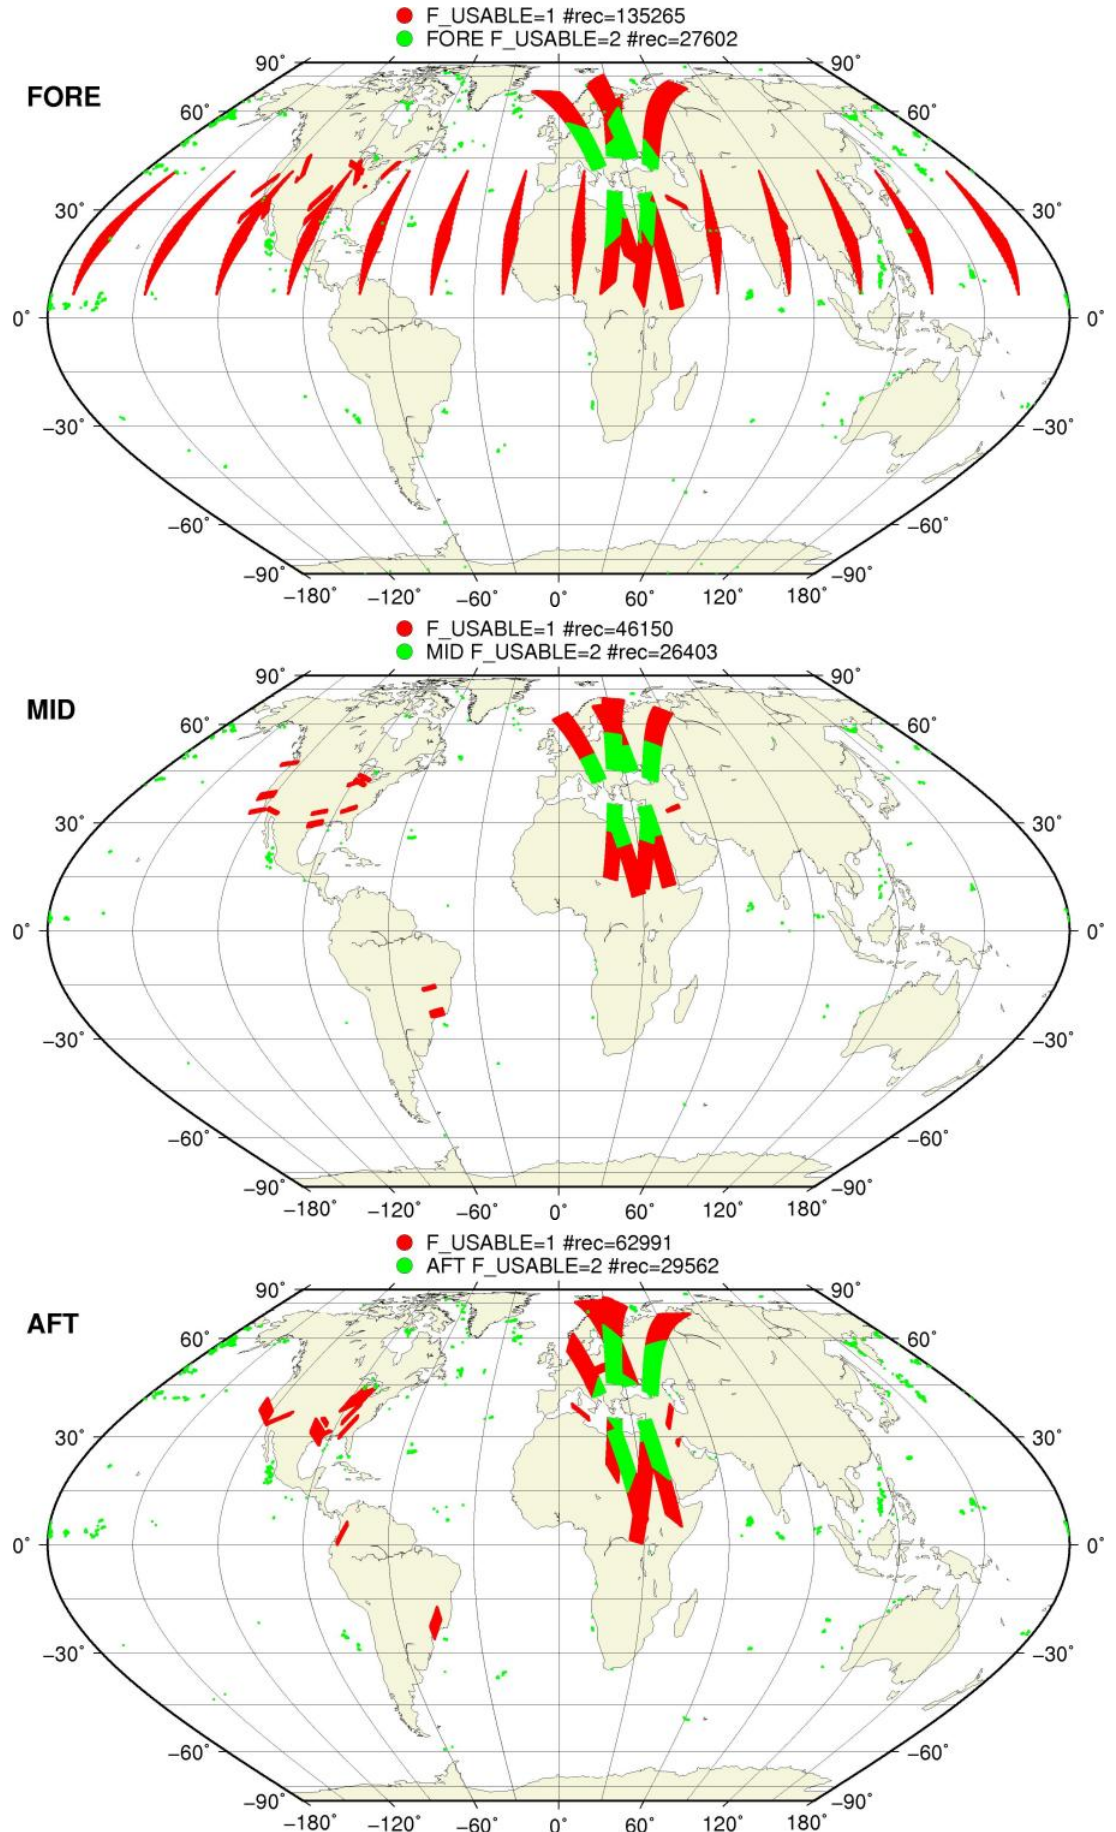 F_USABLE=1 #rec=135265
FORE F_USABLE=2 #rec=27602
FORE
90° 90°
60° 60°
30° 30°
0° 0°
−30° −30°
−60° −60°
−90° −90°
−180° −120° −60° 0° 60° 120° 180°
F_USABLE=1 #rec=46150
MID F_USABLE=2 #rec=26403
MID
90° 90°
60° 60°
30° 30°
0° 0°
−30° −30°
−60° −60°
−90° −90°
−180° −120° −60° 0° 60° 120° 180°
F_USABLE=1 #rec=62991
AFT F_USABLE=2 #rec=29562
AFT
90° 90°
60° 60°
30° 30°
0° 0°
−30° −30°
−60° −60°
−90° −90°
−180° −120° −60° 0° 60° 120° 180°